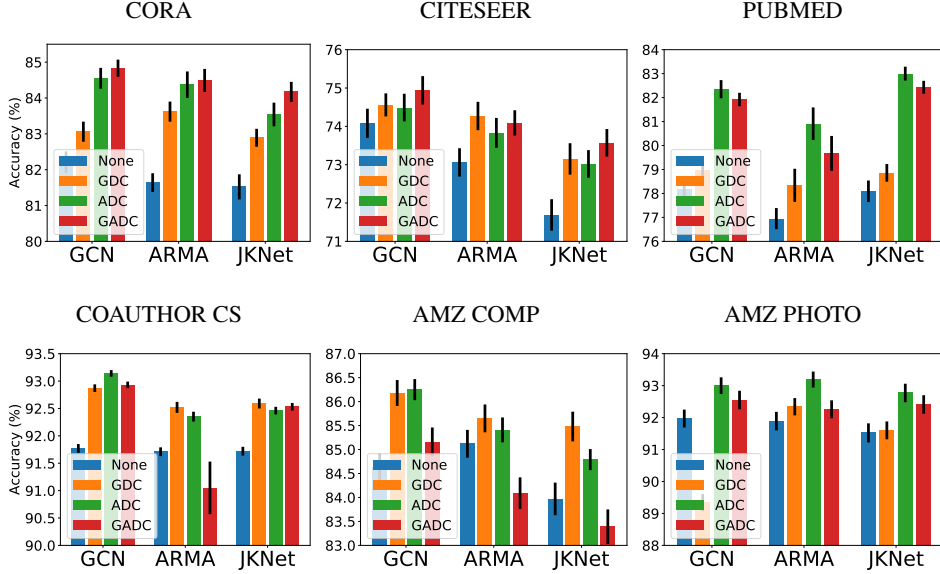 CORA
CITESEER
PUBMED
Accuracy (%)
85
84
83
82
81
80
None
GDC
ADC
GADC
GCN
ARMA
JKNet
76
75
74
73
72
71
None
GDC
ADC
GADC
GCN
ARMA
JKNet
84
83
82
81
80
79
78
77
76
None
GDC
ADC
GADC
GCN
ARMA
JKNet
COAUTHOR CS
AMZ COMP
AMZ PHOTO
Accuracy (%)
93.5
93.0
92.5
92.0
91.5
91.0
90.5
90.0
None
GDC
ADC
GADC
GCN
ARMA
JKNet
87.0
86.5
86.0
85.5
85.0
84.5
84.0
83.5
83.0
None
GDC
ADC
GADC
GCN
ARMA
JKNet
94
93
92
91
90
89
88
None
GDC
ADC
GADC
GCN
ARMA
JKNet